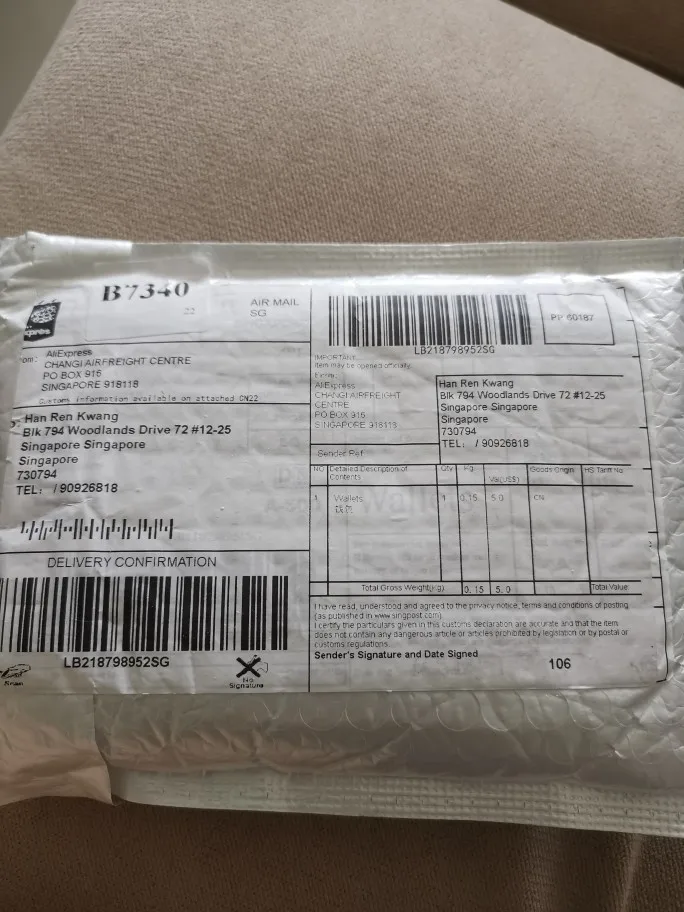 B7340
22
AIR MAIL
SG
AliExpress
CHANGI AIRFREIGHT CENTRE
PO BOX 915
SINGAPORE 918118
Customs information available on attached CN22
Han Ren Kwang
Blk 794 Woodlands Drive 72 #12-25
Singapore Singapore
Singapore
730794
TEL: / 90926818
DELIVERY CONFIRMATION
LB218798952SG
Scan
No
Signature
LB218798952SG
PP 60187
IMPORTANT:
Item may be opened officially.
From:
AliExpress
CHANGI AIRFREIGHT
CENTRE
PO BOX 915
SINGAPORE 918118
Han Ren Kwang
Blk 794 Woodlands Drive 72 #12-25
Singapore Singapore
Singapore
730794
TEL: / 90926818
Sender Ref
NO Detailed Description of Contents Qty Kg Val(US$) Goods Origin HS Tariff No
1 Wallets 1 0.15 5.0 CN
Total Gross Weight(kg) 0.15 5.0 Total Value
I have read, understood and agreed to the privacy notice, terms and conditions of posting
(as published in www.singpost.com)
I certify the particulars given in this customs declaration are accurate and that the item
does not contain any dangerous article or articles prohibited by legislation or by postal or
customs regulations.
Sender's Signature and Date Signed
106